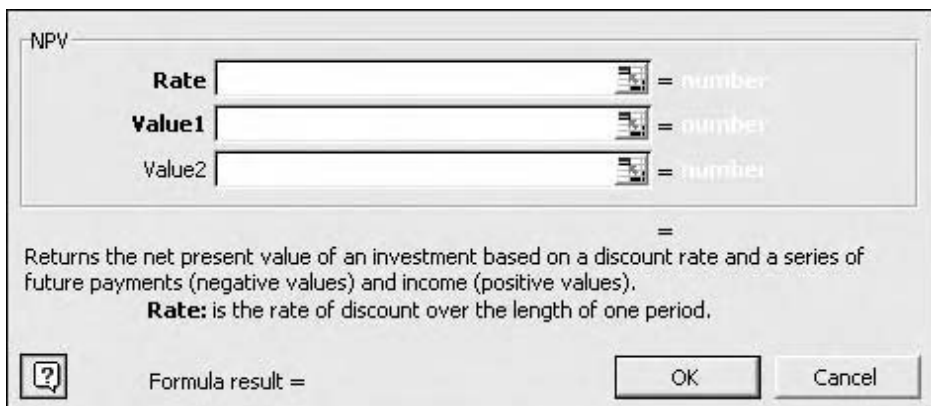 NPV
Rate = number
Value1 = number
Value2 = number
=
Returns the net present value of an investment based on a discount rate and a series of
future payments (negative values) and income (positive values).
Rate: is the rate of discount over the length of one period.
? Formula result = OK Cancel